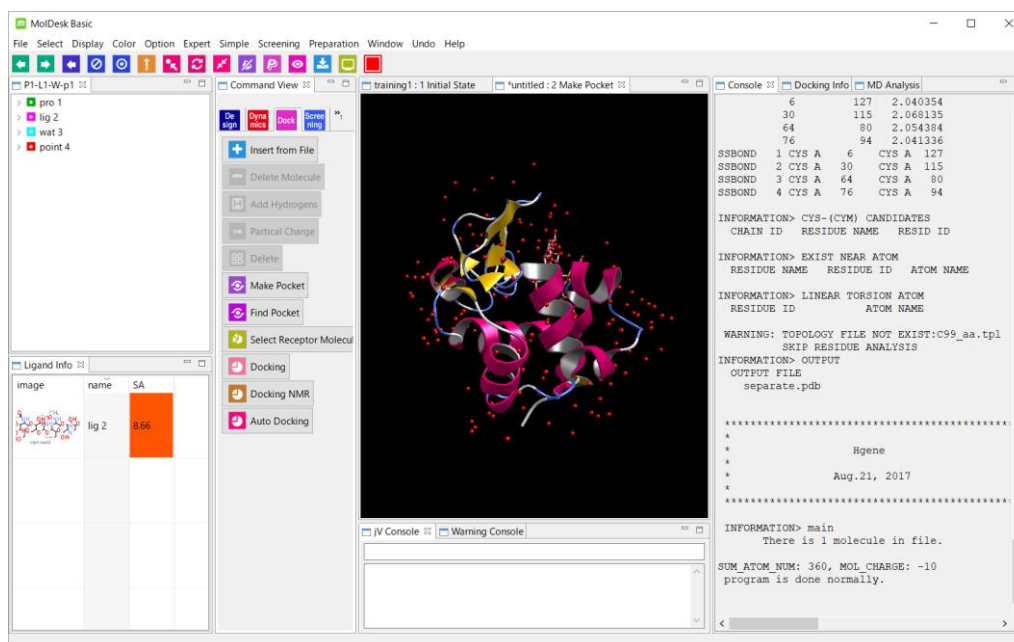 MolDesk Basic
File Select Display Color Option Expert Simple Screening Preparation Window Undo Help
P1-L1-W-p1
pro 1
lig 2
wat 3
point 4
Ligand Info
image name SA
lig 2 8.66
Command View
De sign
Dyna mics
Dock
Scree ning
»1
Insert from File
Delete Molecule
Add Hydrogens
Partical Charge
Delete
Make Pocket
Find Pocket
Select Receptor Molecul
Docking
Docking NMR
Auto Docking
training1 : 1 Initial State
*untitled : 2 Make Pocket
jV Console
Warning Console
Console
Docking Info
MD Analysis
6 127 2.040354
30 115 2.068135
64 80 2.054384
76 94 2.041336
SSBOND 1 CYS A 6 CYS A 127
SSBOND 2 CYS A 30 CYS A 115
SSBOND 3 CYS A 64 CYS A 80
SSBOND 4 CYS A 76 CYS A 94
INFORMATION> CYS-(CYM) CANDIDATES
CHAIN ID RESIDUE NAME RESID ID
INFORMATION> EXIST NEAR ATOM
RESIDUE NAME RESIDUE ID ATOM NAME
INFORMATION> LINEAR TORSION ATOM
RESIDUE ID ATOM NAME
WARNING: TOPOLOGY FILE NOT EXIST:C99_aa.tpl
SKIP RESIDUE ANALYSIS
INFORMATION> OUTPUT
OUTPUT FILE
separate.pdb
********************************************
*
* Hgene
*
* Aug.21, 2017
*
********************************************
INFORMATION> main
There is 1 molecule in file.
SUM_ATOM_NUM: 360, MOL_CHARGE: -10
program is done normally.